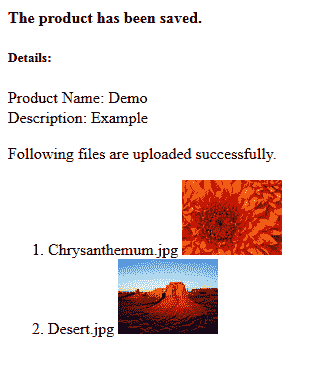 The product has been saved.
Details:
Product Name: Demo
Description: Example
Following files are uploaded successfully.
1. Chrysanthemum.jpg
2. Desert.jpg